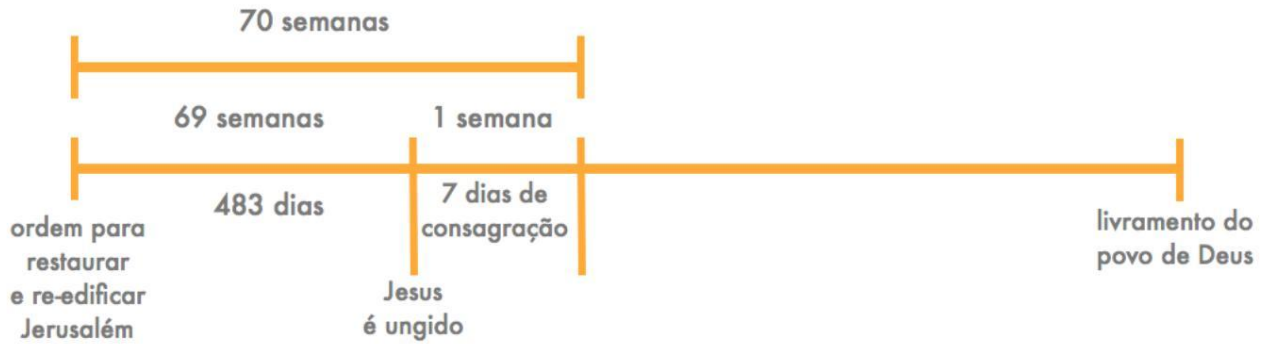 70 semanas
69 semanas
1 semana
483 dias
7 dias de
consagração
ordem para
restaurar
e re-edificar
Jerusalém
Jesus
é ungido
livramento do
povo de Deus